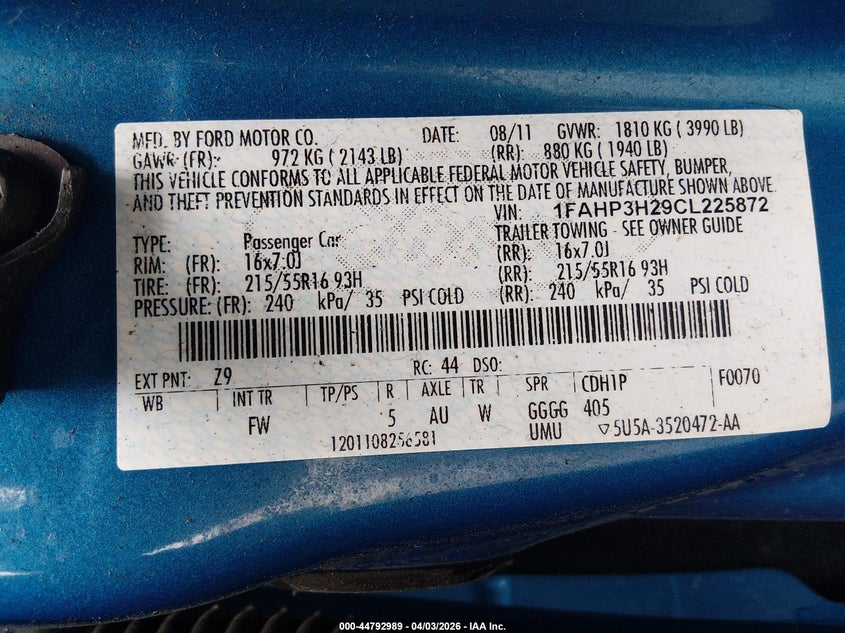 MFD. BY FORD MOTOR CO. DATE: 08/11 GVWR: 1810 KG ( 3990 LB)
GAWR (FR): 972 KG ( 2143 LB) (RR): 880 KG ( 1940 LB)
THIS VEHICLE CONFORMS TO ALL APPLICABLE FEDERAL MOTOR VEHICLE SAFETY, BUMPER,
AND THEFT PREVENTION STANDARDS IN EFFECT ON THE DATE OF MANUFACTURE SHOWN ABOVE.
VIN: 1FAHP3H29CL225872
TYPE: Passenger Car TRAILER TOWING - SEE OWNER GUIDE
RIM: (FR): 16x7.0J (RR): 16x7.0J
TIRE: (FR): 215/55R16 93H (RR): 215/55R16 93H
PRESSURE: (FR): 240 kPa/ 35 PSI COLD (RR): 240 kPa/ 35 PSI COLD
EXT PNT: Z9 RC: 44 DSO:
WB INT TR TP/PS R AXLE TR SPR CDH1P F0070
FW 5 AU W GGGG 405
1201108256581 UMU ▽5U5A-3520472-AA
000-44792989 - 04/03/2026 - IAA Inc.